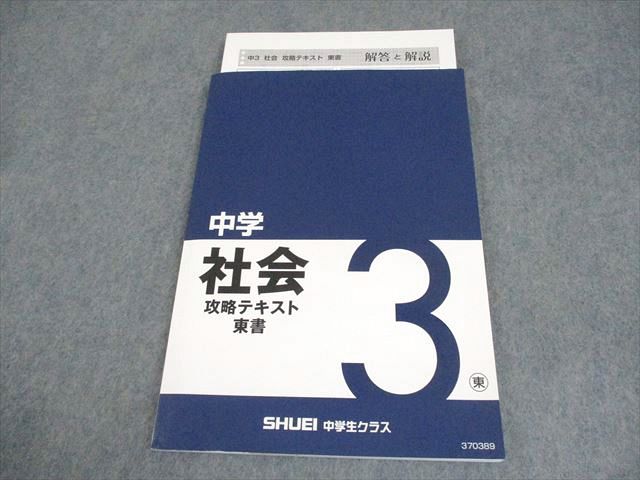 中3 社会 攻略テキスト 東書 解答と解説
中学
社会
攻略テキスト
東書
3
東
SHUEI 中学生クラス
370389